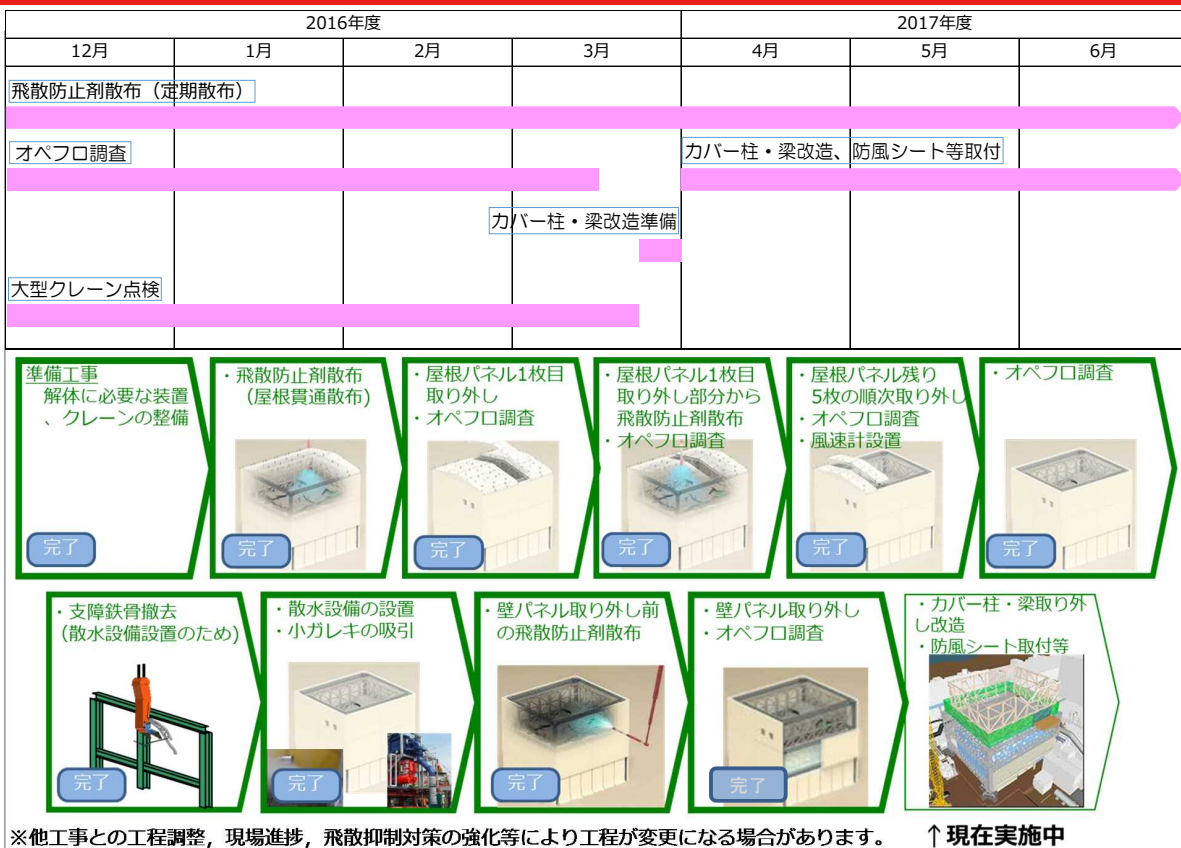 2016年度
2017年度
12月
1月
2月
3月
4月
5月
6月
飛散防止剤散布（定期散布）
オペフロ調査
カバー柱・梁改造、防風シート等取付
カバー柱・梁改造準備
大型クレーン点検
準備工事
解体に必要な装置
、クレーンの整備
完了
・飛散防止剤散布
（屋根貫通散布）
完了
・屋根パネル1枚目
取り外し
・オペフロ調査
完了
・屋根パネル1枚目
取り外し部分から
飛散防止剤散布
・オペフロ調査
完了
・屋根パネル残り
5枚の順次取り外し
・オペフロ調査
・風速計設置
完了
・オペフロ調査
完了
・支障鉄骨撤去
(散水設備設置のため)
完了
・散水設備の設置
・小ガレキの吸引
完了
・壁パネル取り外し前
の飛散防止剤散布
完了
・壁パネル取り外し
・オペフロ調査
完了
・カバー柱・梁取り外
し改造
・防風シート取付等
※他工事との工程調整，現場進捗，飛散抑制対策の強化等により工程が変更になる場合があります。
↑現在実施中